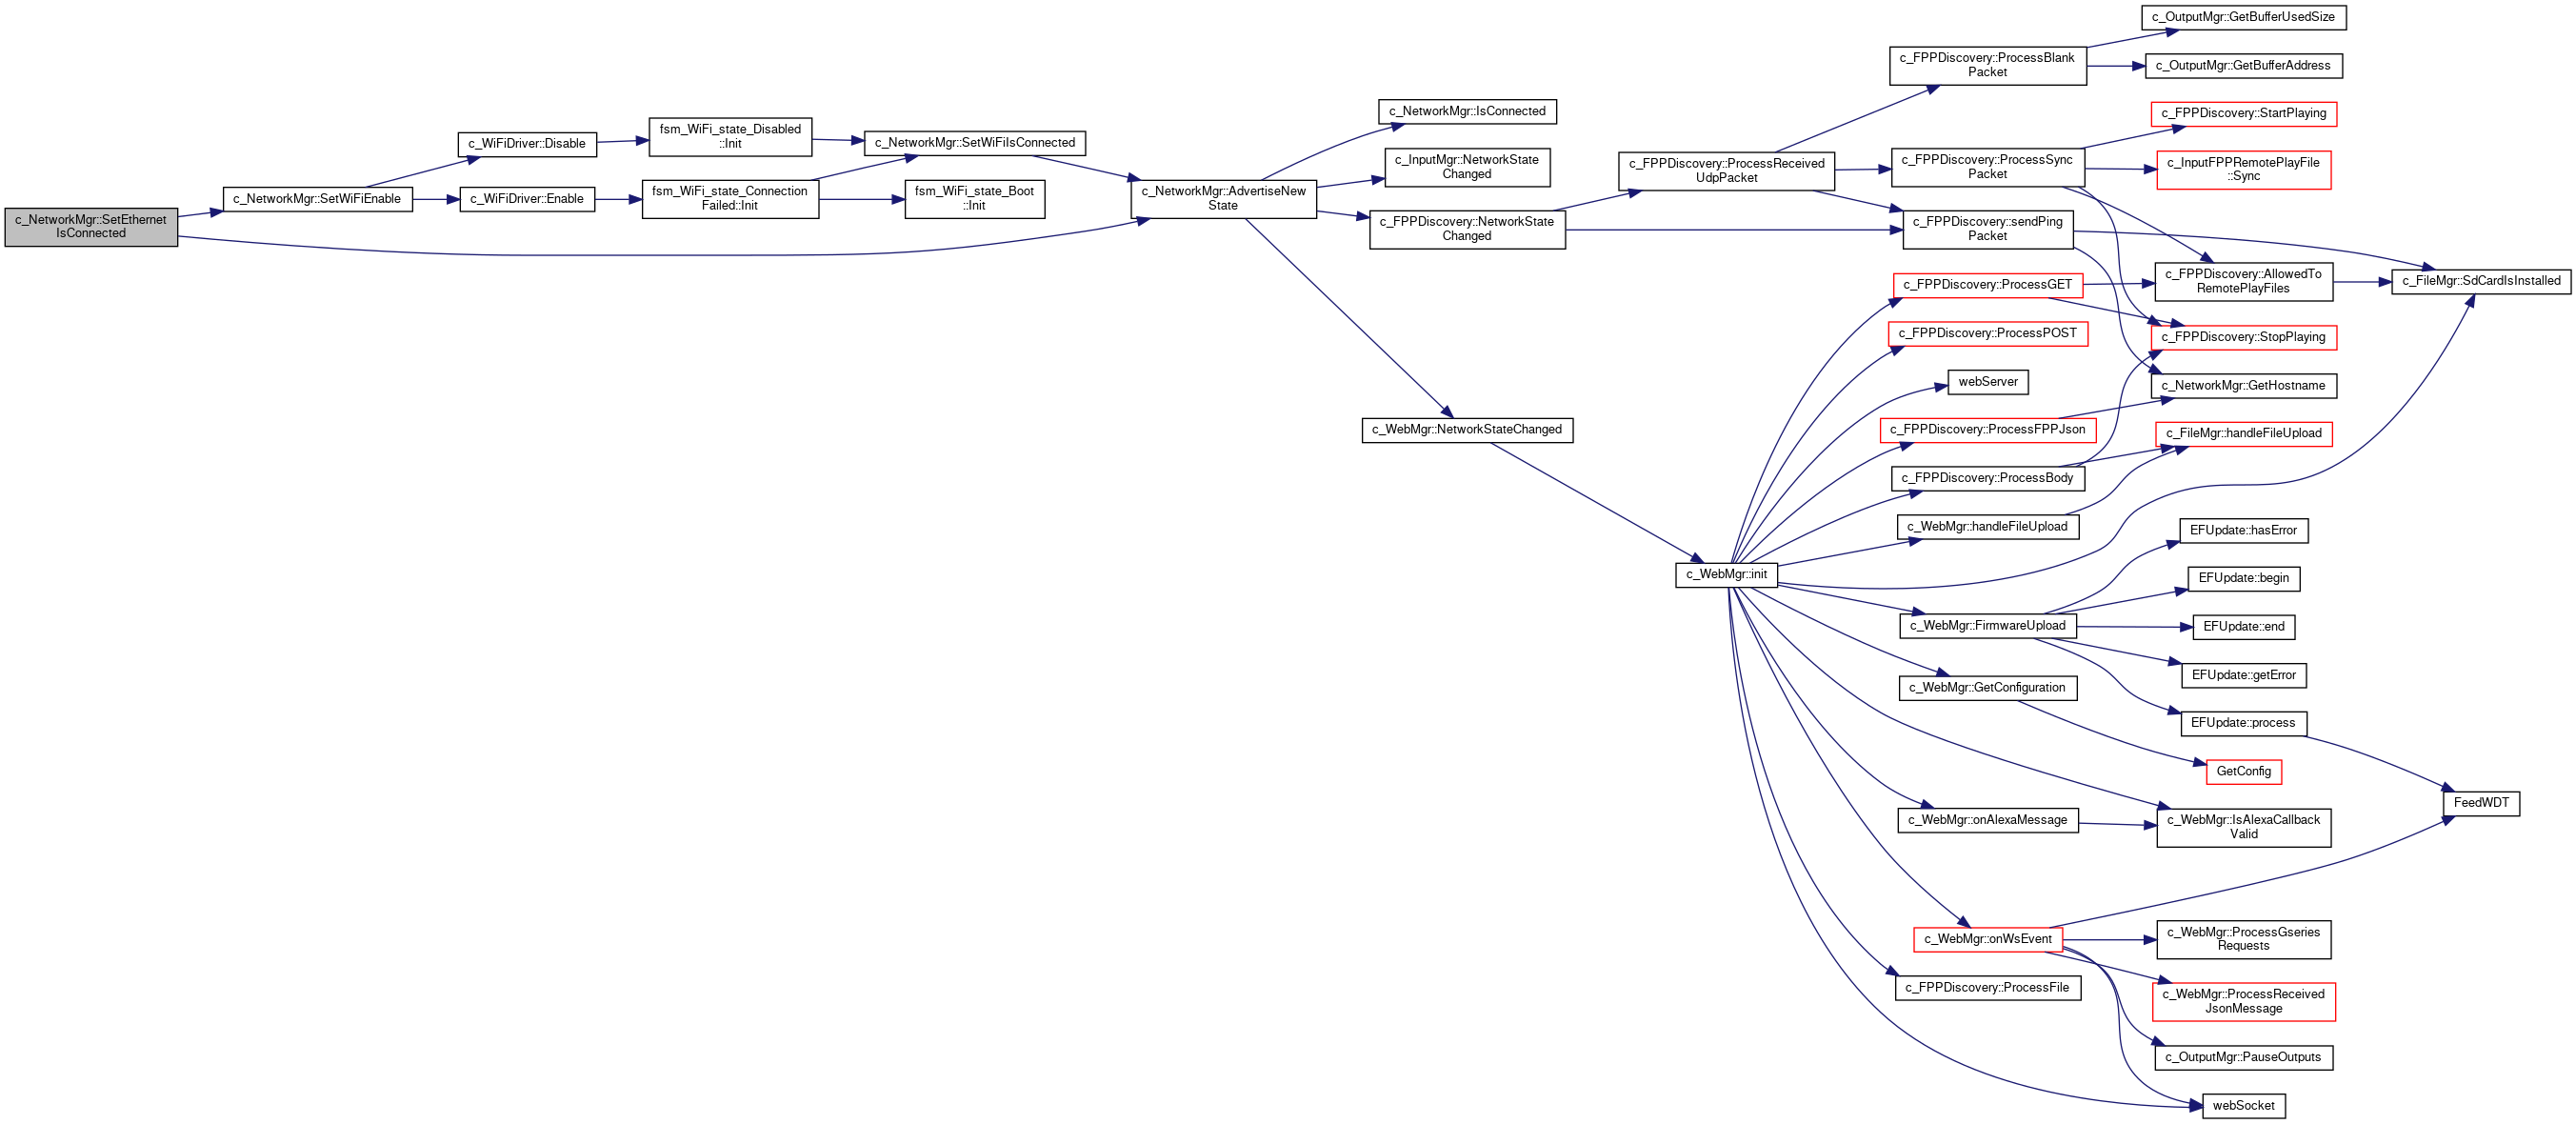 c_NetworkMgr::SetEthernet
IsConnected
c_NetworkMgr::SetWiFiEnable
c_WiFiDriver::Disable
c_WiFiDriver::Enable
fsm_WiFi_state_Disabled
::Init
fsm_WiFi_state_Connection
Failed::Init
c_NetworkMgr::SetWiFiIsConnected
fsm_WiFi_state_Boot
::Init
c_NetworkMgr::AdvertiseNew
State
c_NetworkMgr::IsConnected
c_InputMgr::NetworkState
Changed
c_FPPDiscovery::NetworkState
Changed
c_WebMgr::NetworkStateChanged
c_FPPDiscovery::ProcessReceived
UdpPacket
c_WebMgr::init
c_FPPDiscovery::ProcessBlank
Packet
c_FPPDiscovery::ProcessSync
Packet
c_FPPDiscovery::sendPing
Packet
c_FPPDiscovery::ProcessGET
c_FPPDiscovery::ProcessPOST
webServer
c_FPPDiscovery::ProcessFPPJson
c_FPPDiscovery::ProcessBody
c_WebMgr::handleFileUpload
c_WebMgr::FirmwareUpload
c_WebMgr::GetConfiguration
c_WebMgr::onAlexaMessage
c_WebMgr::onWsEvent
c_FPPDiscovery::ProcessFile
c_OutputMgr::GetBufferUsedSize
c_OutputMgr::GetBufferAddress
c_FPPDiscovery::StartPlaying
c_InputFPPRemotePlayFile
::Sync
c_FPPDiscovery::AllowedTo
RemotePlayFiles
c_FPPDiscovery::StopPlaying
c_NetworkMgr::GetHostname
c_FileMgr::handleFileUpload
EFUpdate::hasError
EFUpdate::begin
EFUpdate::end
EFUpdate::getError
EFUpdate::process
GetConfig
c_WebMgr::IsAlexaCallback
Valid
c_WebMgr::ProcessGseries
Requests
c_WebMgr::ProcessReceived
JsonMessage
c_OutputMgr::PauseOutputs
webSocket
c_FileMgr::SdCardIsInstalled
FeedWDT